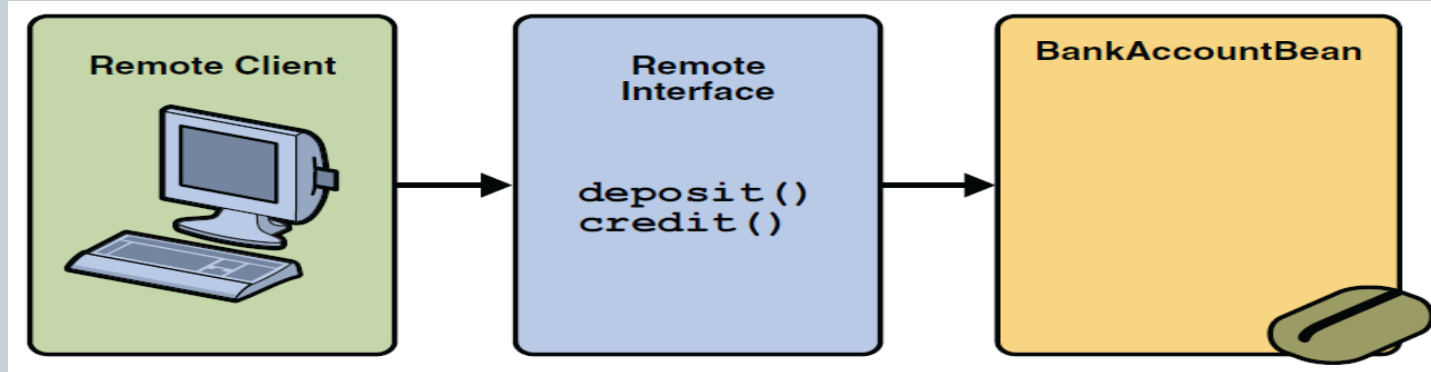 Remote Client
Remote
Interface
deposit()
credit()
BankAccountBean